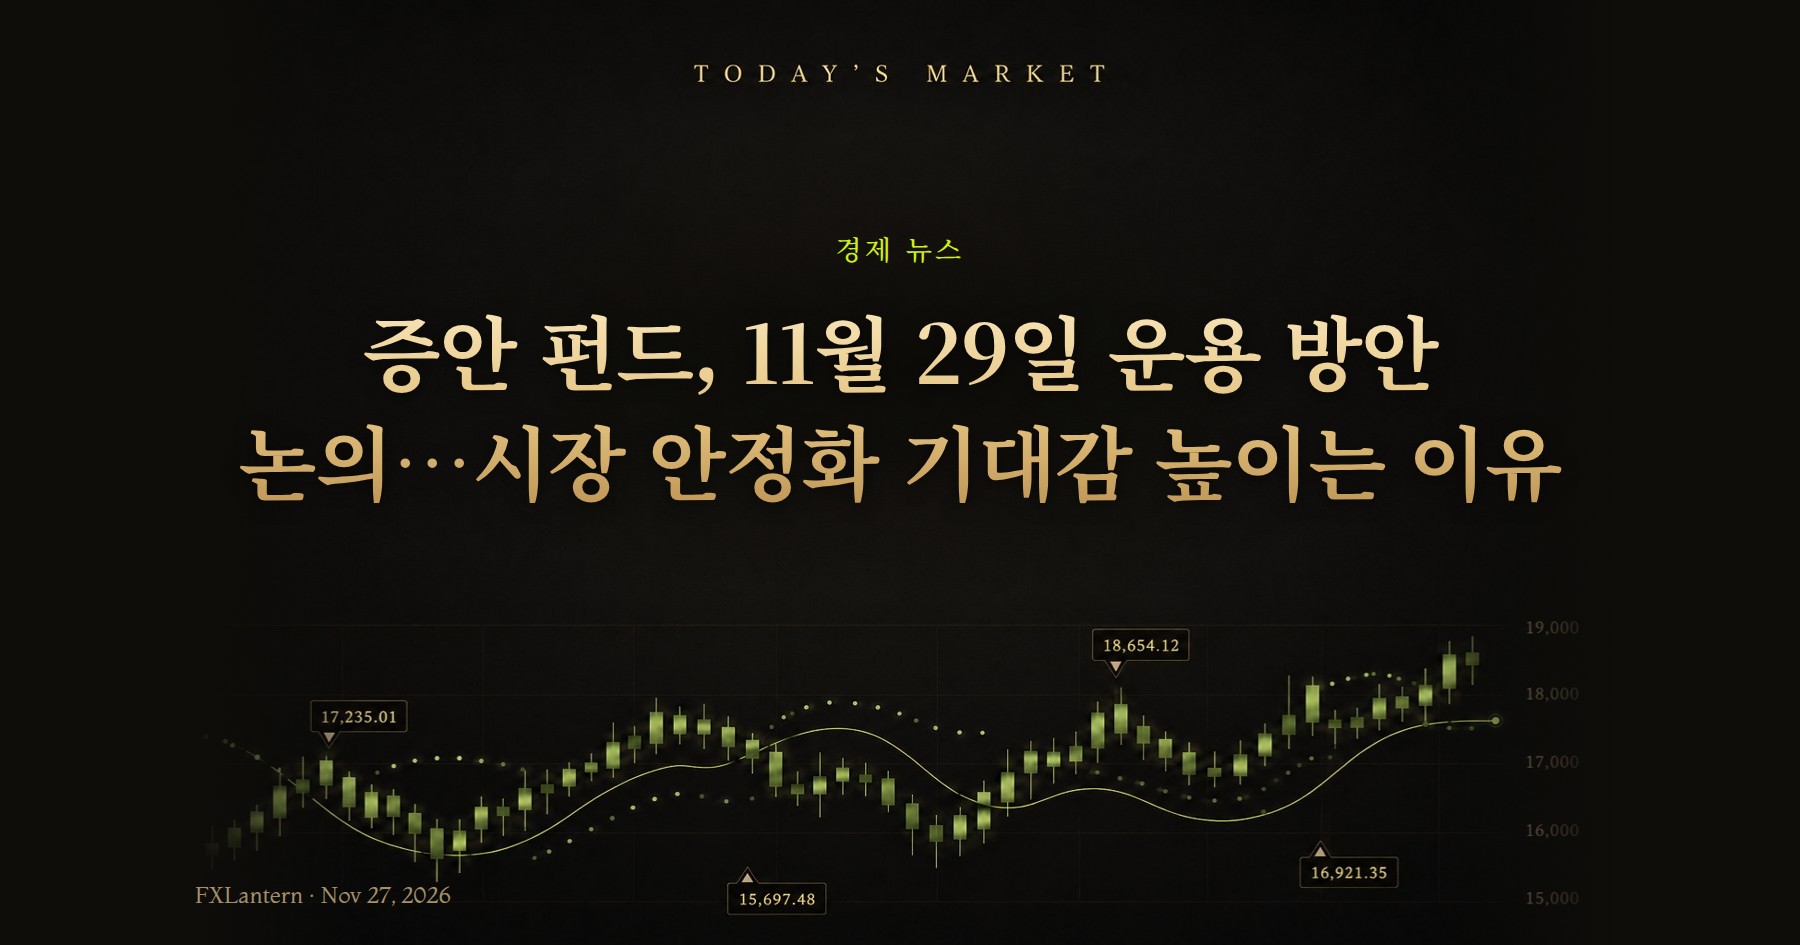 TODAY’S MARKET
경제 뉴스
증안 펀드, 11월 29일 운용 방안
논의…시장 안정화 기대감 높이는 이유
19,000
18,654.12
18,000
17,235.01
17,000
16,000
16,921.35
15,697.48
15,000
FXLantern · Nov 27, 2026